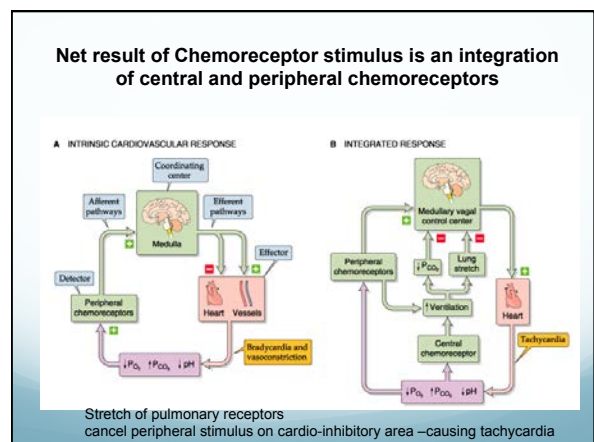 Net result of Chemoreceptor stimulus is an integration
of central and peripheral chemoreceptors
A INTRINSIC CARDIOVASCULAR RESPONSE
Coordinating
center
Afferent
pathways
Efferent
pathways
Medulla
Effector
Detector
Peripheral
chemoreceptors
Heart Vessels
Bradycardia and
vasoconstriction
↓PO₂ ↑PCO₂ ↓pH
B INTEGRATED RESPONSE
Medullary vagal
control center
Peripheral
chemoreceptors
↓PCO₂
Lung
stretch
↑Ventilation
Heart
Central
chemoreceptor
Tachycardia
↓PO₂ ↑PCO₂ ↓pH
Stretch of pulmonary receptors
cancel peripheral stimulus on cardio-inhibitory area –causing tachycardia